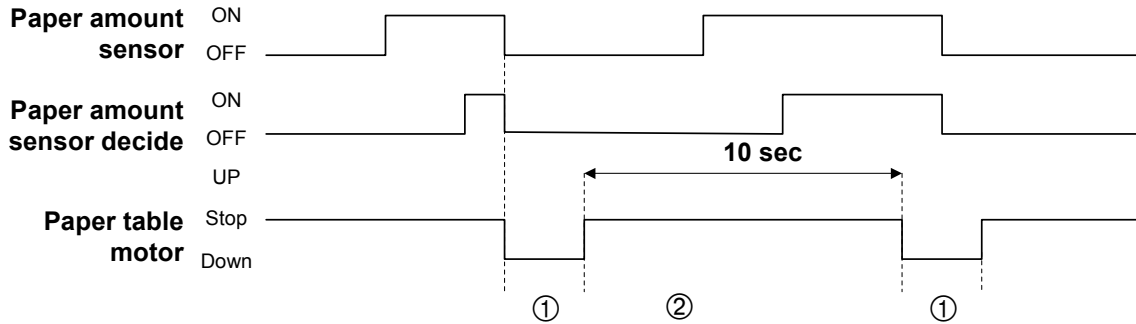 Paper amount
sensor
ON
OFF
Paper amount
sensor decide
ON
OFF
10 sec
UP
Paper table
motor
Stop
Down
① ② ①